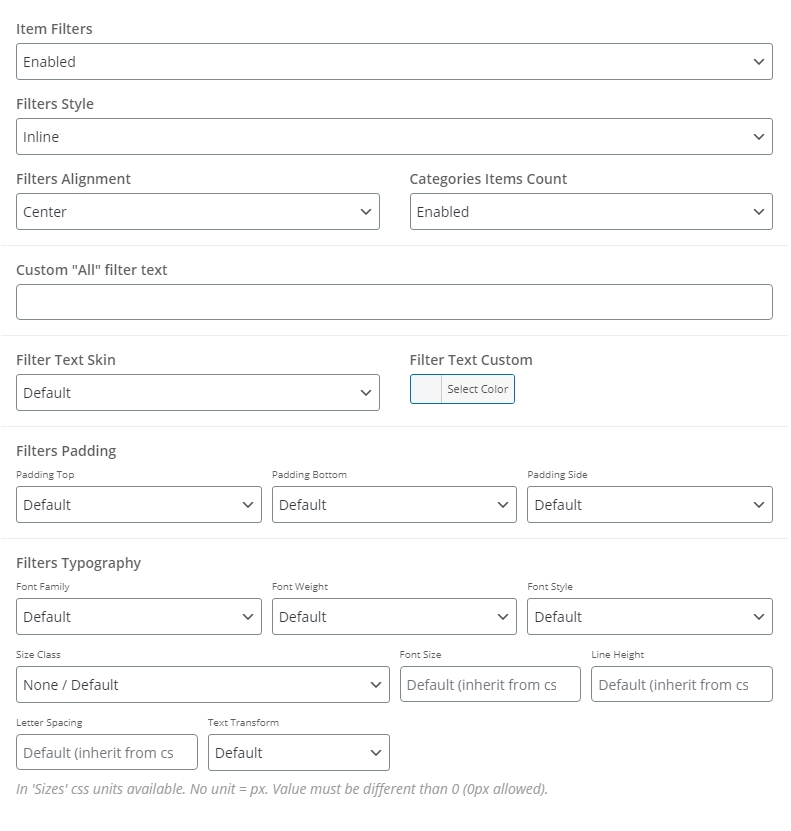 Item Filters
Enabled
Filters Style
Inline
Filters Alignment Categories Items Count
Center Enabled
Custom "All" filter text
Filter Text Skin Filter Text Custom
Default Select Color
Filters Padding
Padding Top Padding Bottom Padding Side
Default Default Default
Filters Typography
Font Family Font Weight Font Style
Default Default Default
Size Class Font Size Line Height
None / Default Default (inherit from cs Default (inherit from cs
Letter Spacing Text Transform
Default (inherit from cs Default
In 'Sizes' css units available. No unit = px. Value must be different than 0 (0px allowed).